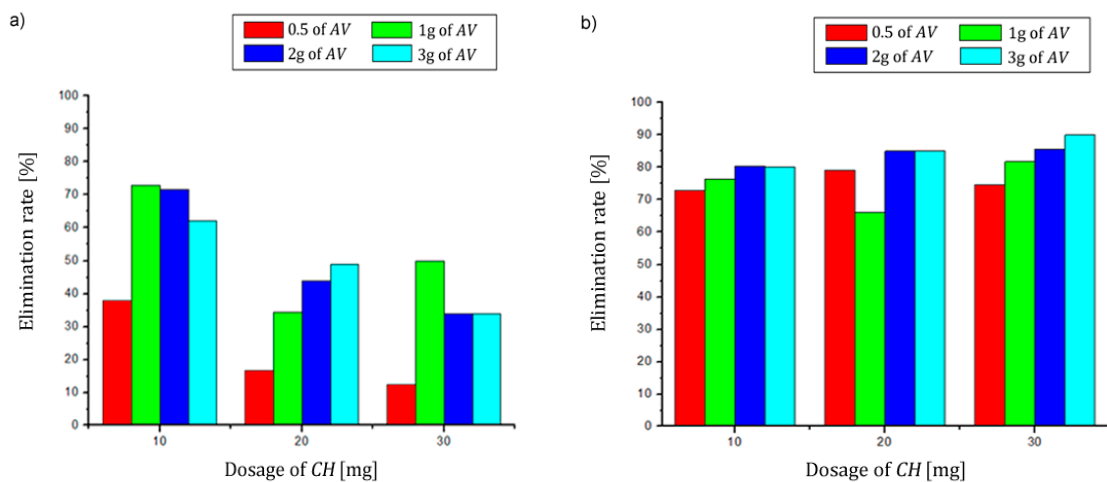 a)
0.5 of AV 1g of AV
2g of AV 3g of AV
100
90
80
70
60
50
40
30
20
10
0
Elimination rate [%]
10 20 30
Dosage of CH [mg]
b)
0.5 of AV 1g of AV
2g of AV 3g of AV
100
90
80
70
60
50
40
30
20
10
0
Elimination rate [%]
10 20 30
Dosage of CH [mg]